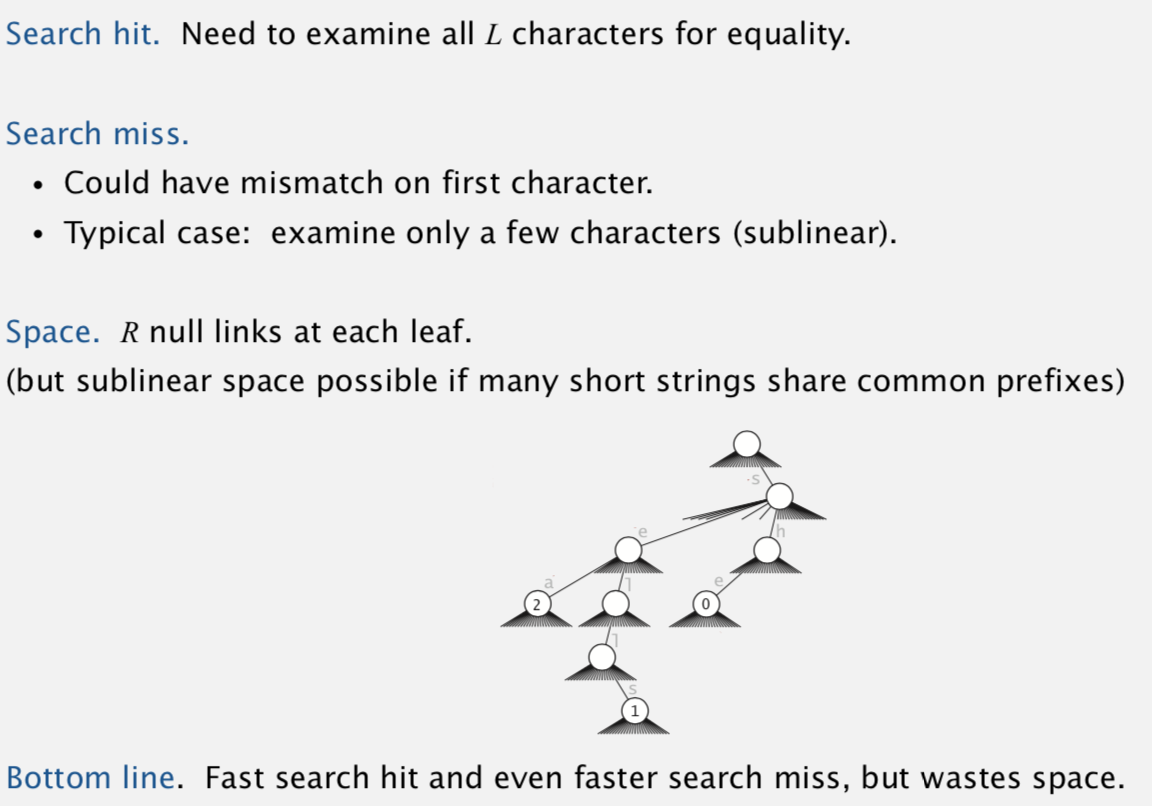 Search hit. Need to examine all L characters for equality.
Search miss.
• Could have mismatch on first character.
• Typical case: examine only a few characters (sublinear).
Space. R null links at each leaf.
(but sublinear space possible if many short strings share common prefixes)
s
e h
a l e
2 0
l
s
1
Bottom line. Fast search hit and even faster search miss, but wastes space.